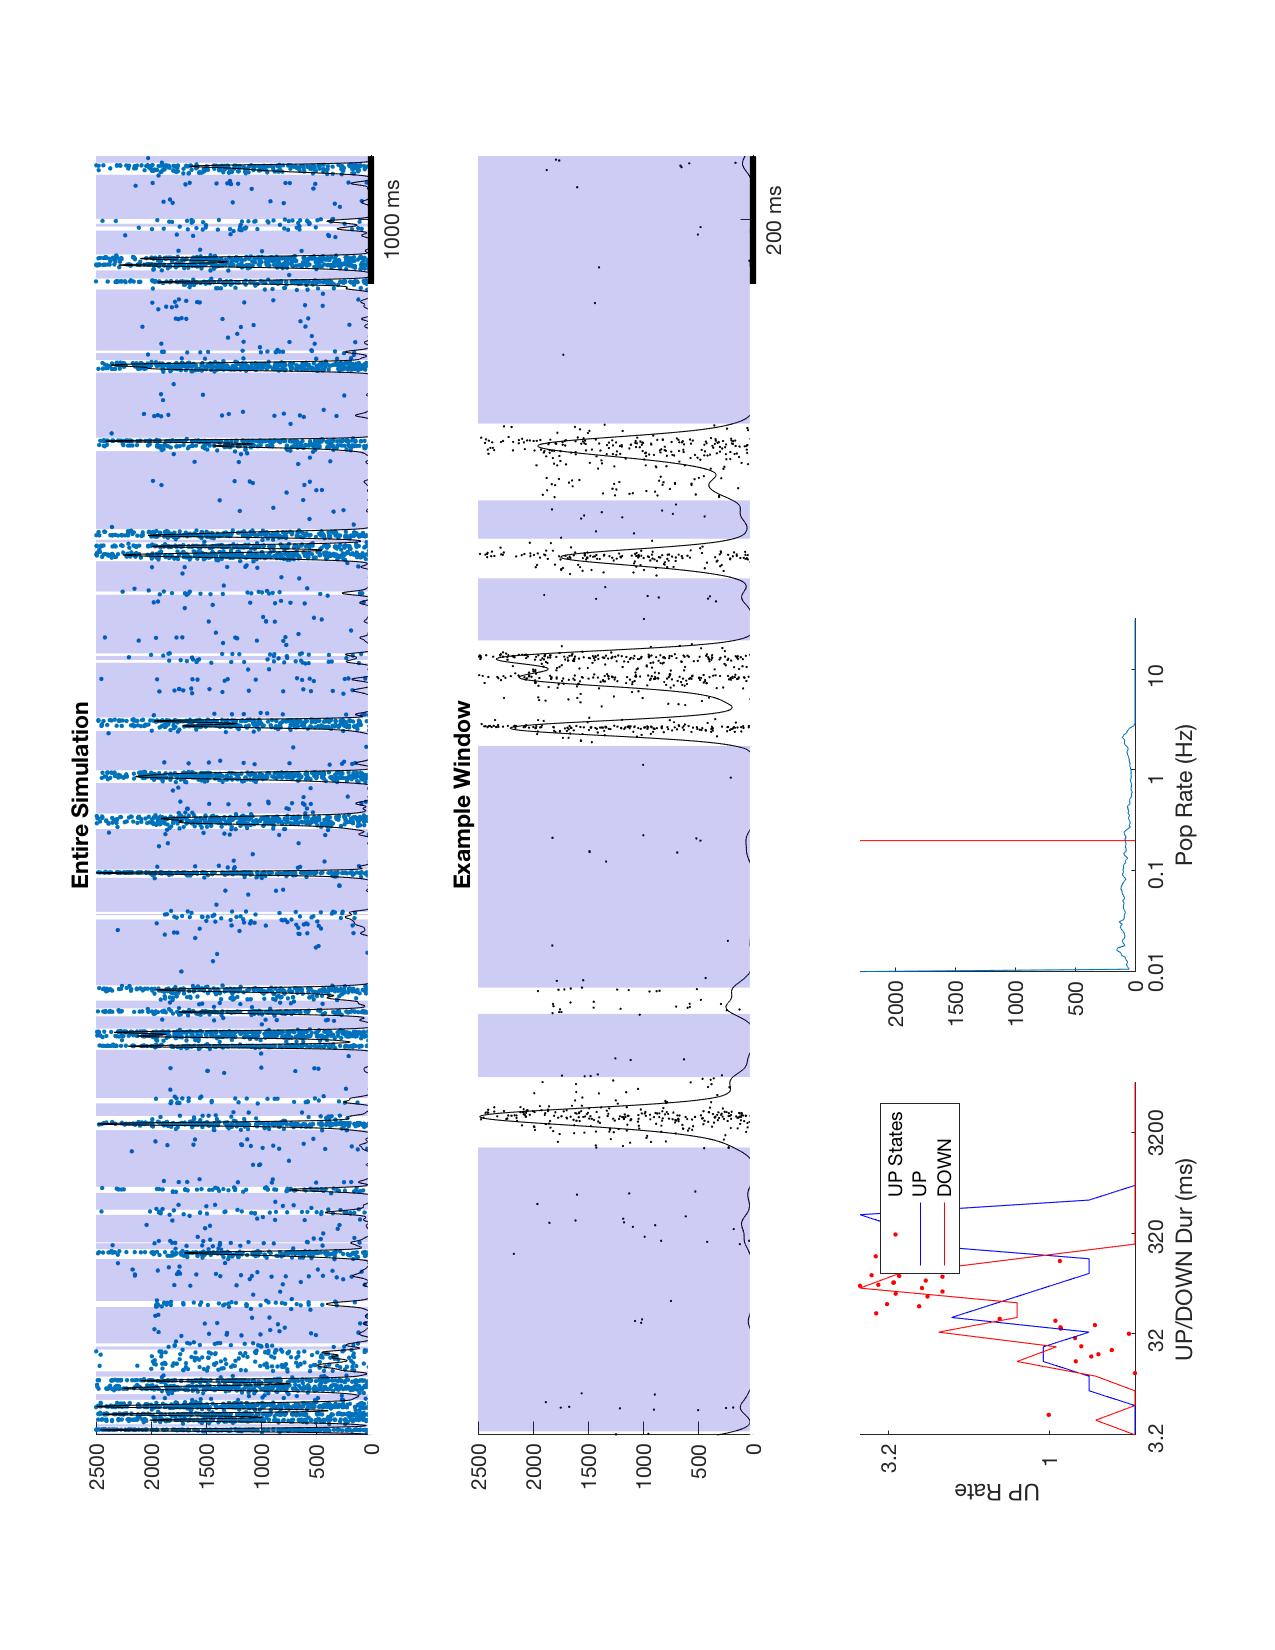 Entire Simulation
2500
2000
1500
1000
500
0
1000 ms
Example Window
2500
2000
1500
1000
500
0
200 ms
3.2
1
UP Rate
UP States
UP
DOWN
3.2 32 320 3200
UP/DOWN Dur (ms)
2000
1500
1000
500
0
0.01 0.1 1 10
Pop Rate (Hz)